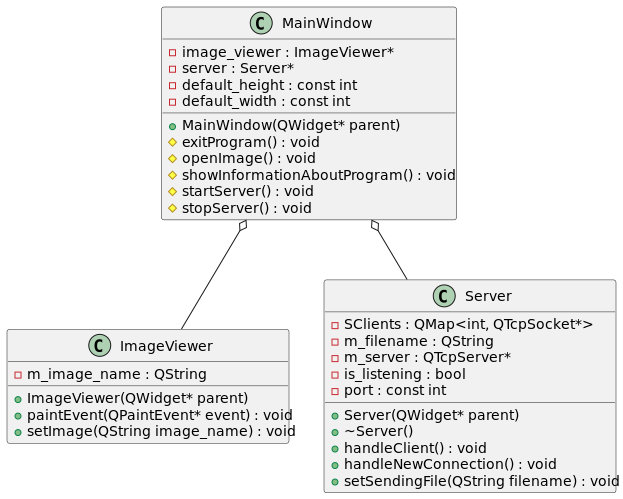 C MainWindow
image_viewer : ImageViewer*
server : Server*
default_height : const int
default_width : const int
MainWindow(QWidget* parent)
exitProgram() : void
openImage() : void
showInformationAboutProgram() : void
startServer() : void
stopServer() : void
C ImageViewer
m_image_name : QString
ImageViewer(QWidget* parent)
paintEvent(QPaintEvent* event) : void
setImage(QString image_name) : void
C Server
SClients : QMap<int, QTcpSocket*>
m_filename : QString
m_server : QTcpServer*
is_listening : bool
port : const int
Server(QWidget* parent)
~Server()
handleClient() : void
handleNewConnection() : void
setSendingFile(QString filename) : void